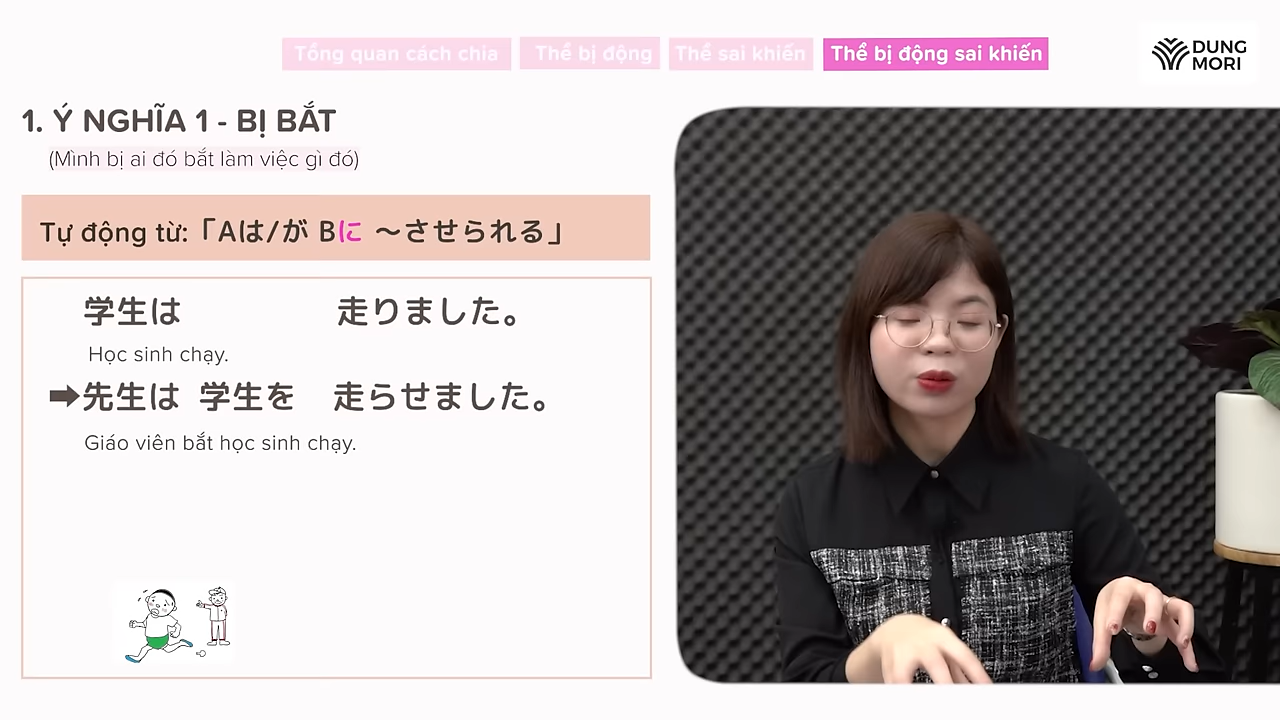 Tổng quan cách chia
Thể bị động
Thể sai khiến
Thể bị động sai khiến
DUNG
MORI
1. Ý NGHĨA 1 - BỊ BẮT
(Mình bị ai đó bắt làm việc gì đó)
Tự động từ:「Aは/が Bに ～させられる」
学生は 走りました。
Học sinh chạy.
➡先生は 学生を 走らせました。
Giáo viên bắt học sinh chạy.